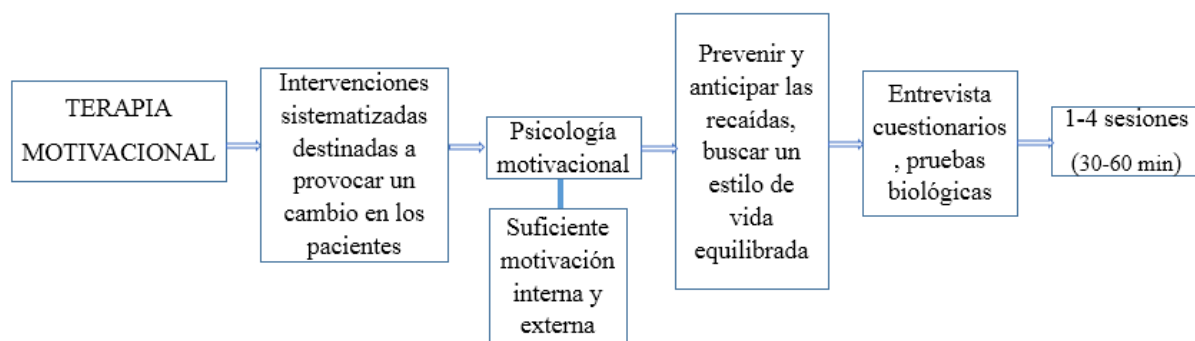 TERAPIA
MOTIVACIONAL
Intervenciones
sistematizadas
destinadas a
provocar un
cambio en los
pacientes
Psicología
motivacional
Suficiente
motivación
interna y
externa
Prevenir y
anticipar las
recaídas,
buscar un
estilo de
vida
equilibrada
Entrevista
cuestionarios
, pruebas
biológicas
1-4 sesiones
(30-60 min)